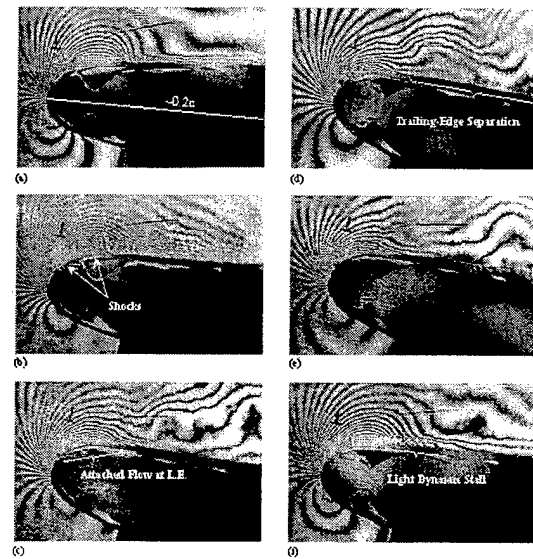 ~0.2c
(a)
Trailing-Edge Separation
(d)
Shocks
(b)
(e)
Attached Flow at L.E.
(c)
Light Dynamic Stall
(f)